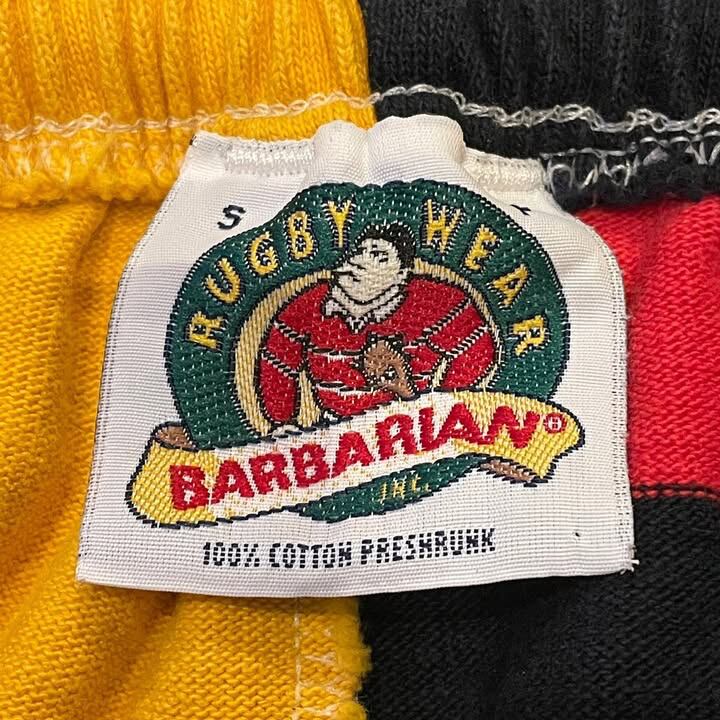 S
RUGBY WEAR
BARBARIAN®
INC.
100% COTTON PRESHRUNK